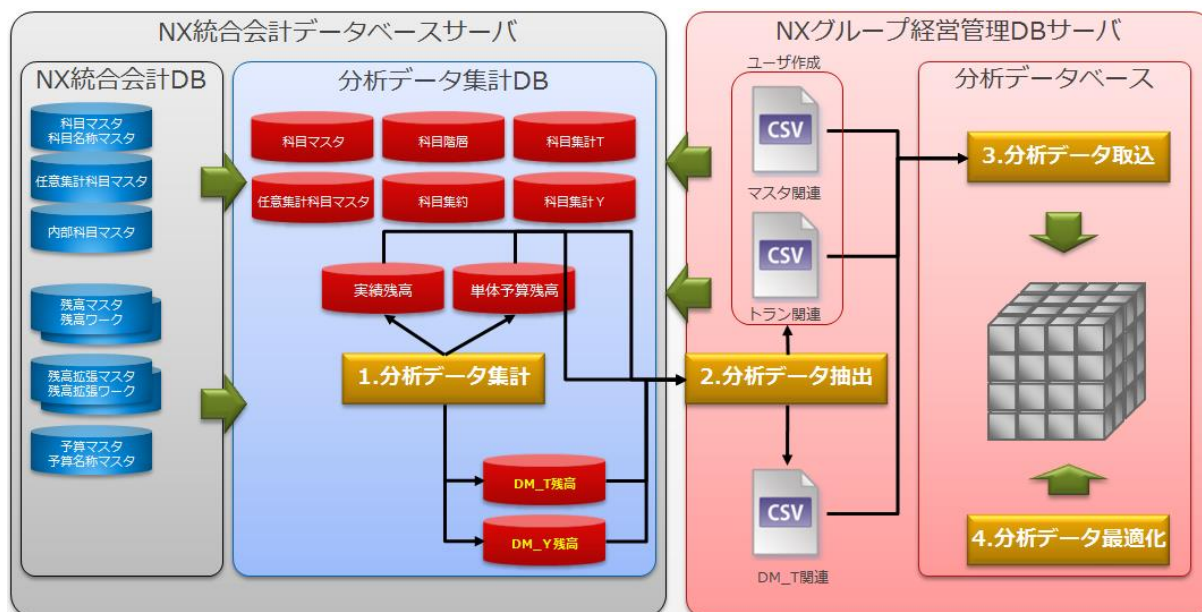 NX統合会計データベースサーバ
NX統合会計DB
科目マスタ
科目名称マスタ
任意集計科目マスタ
内部科目マスタ
残高マスタ
残高ワーク
残高拡張マスタ
残高拡張ワーク
予算マスタ
予算名称マスタ
分析データ集計DB
科目マスタ
科目階層
科目集計T
任意集計科目マスタ
科目集約
科目集計Y
実績残高
単体予算残高
1.分析データ集計
DM_T残高
DM_Y残高
NXグループ経営管理DBサーバ
ユーザ作成
CSV
マスタ関連
CSV
トラン関連
2.分析データ抽出
CSV
DM_T関連
分析データベース
3.分析データ取込
4.分析データ最適化